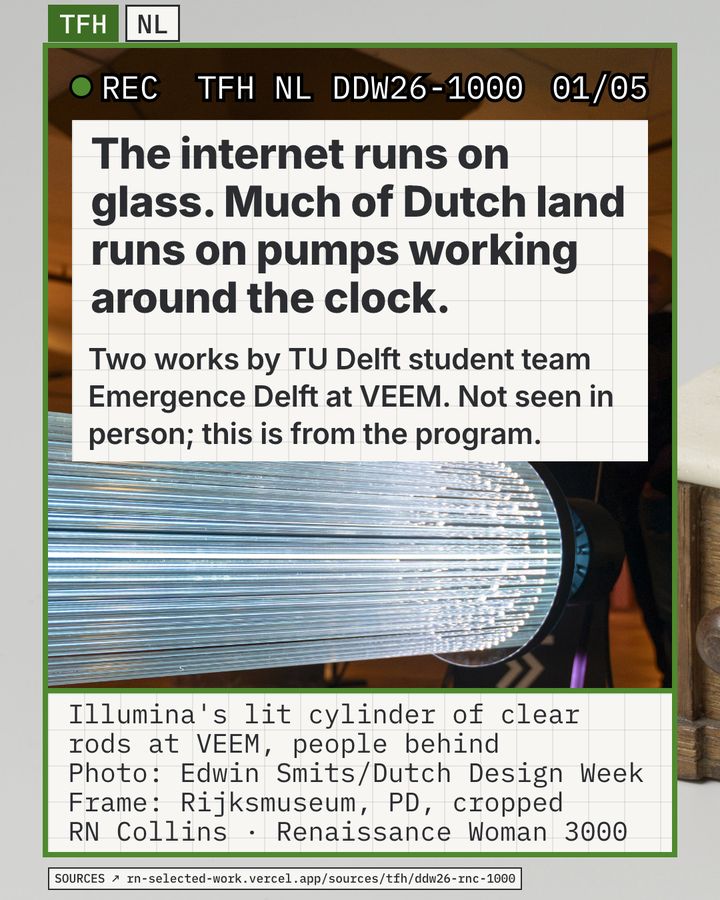 TFH NL
REC TFH NL DDW26-1000 01/05
The internet runs on
glass. Much of Dutch land
runs on pumps working
around the clock.
Two works by TU Delft student team
Emergence Delft at VEEM. Not seen in
person; this is from the program.
Illumina's lit cylinder of clear
rods at VEEM, people behind
Photo: Edwin Smits/Dutch Design Week
Frame: Rijksmuseum, PD, cropped
RN Collins · Renaissance Woman 3000
SOURCES ↗ rn-selected-work.vercel.app/sources/tfh/ddw26-rnc-1000